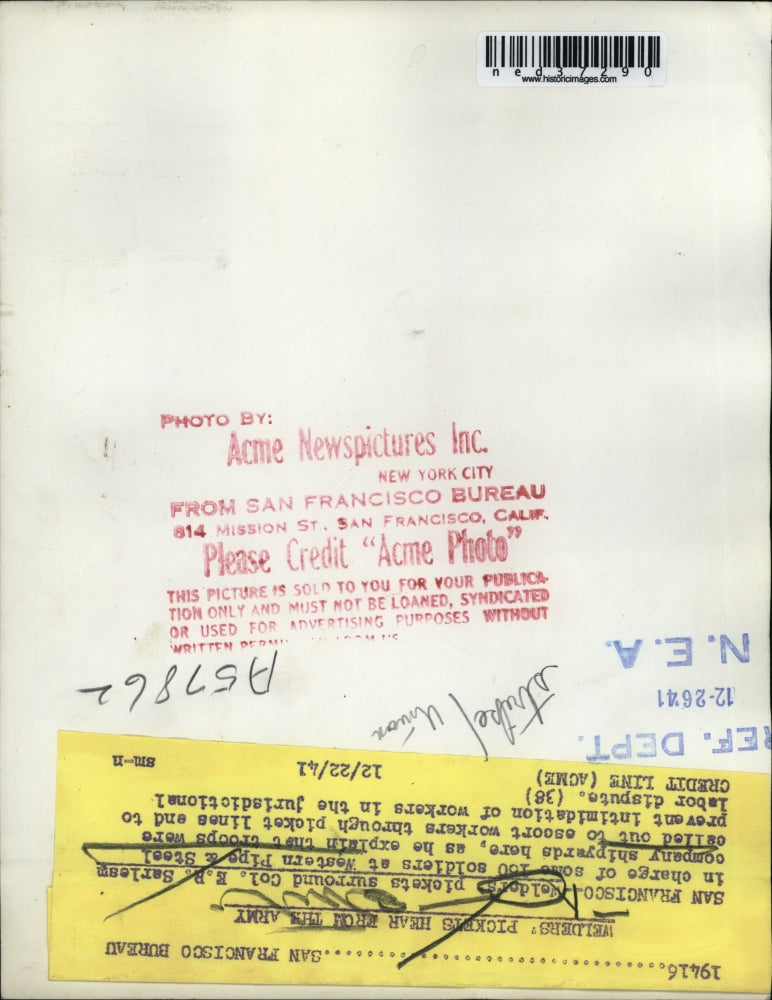 ned37290
www.historicimages.com
PHOTO BY:
Acme Newspictures Inc.
NEW YORK CITY
FROM SAN FRANCISCO BUREAU
814 MISSION ST., SAN FRANCISCO, CALIF.
Please Credit “Acme Photo”
THIS PICTURE IS SOLD TO YOU FOR YOUR PUBLICA-
TION ONLY AND MUST NOT BE LOANED, SYNDICATED
OR USED FOR ADVERTISING PURPOSES WITHOUT
WRITTEN
N.E.A.
12-2641
REF. DEPT.
A57862
strike/Union
19416..............................SAN FRANCISCO BUREAU
WELDERS' PICKETS HEAR FROM THE ARMY
SAN FRANCISCO--Welders pickets surround Col. E.P.
in charge of some 100 soldiers at Western Pipe & Steel
company shipyards here, as he explain that troops were
called out to escort workers through picket lines and to
prevent intimidation of workers in the jurisdictional
labor dispute. (38)
CREDIT LINE (ACME) 12/22/41 sm-n